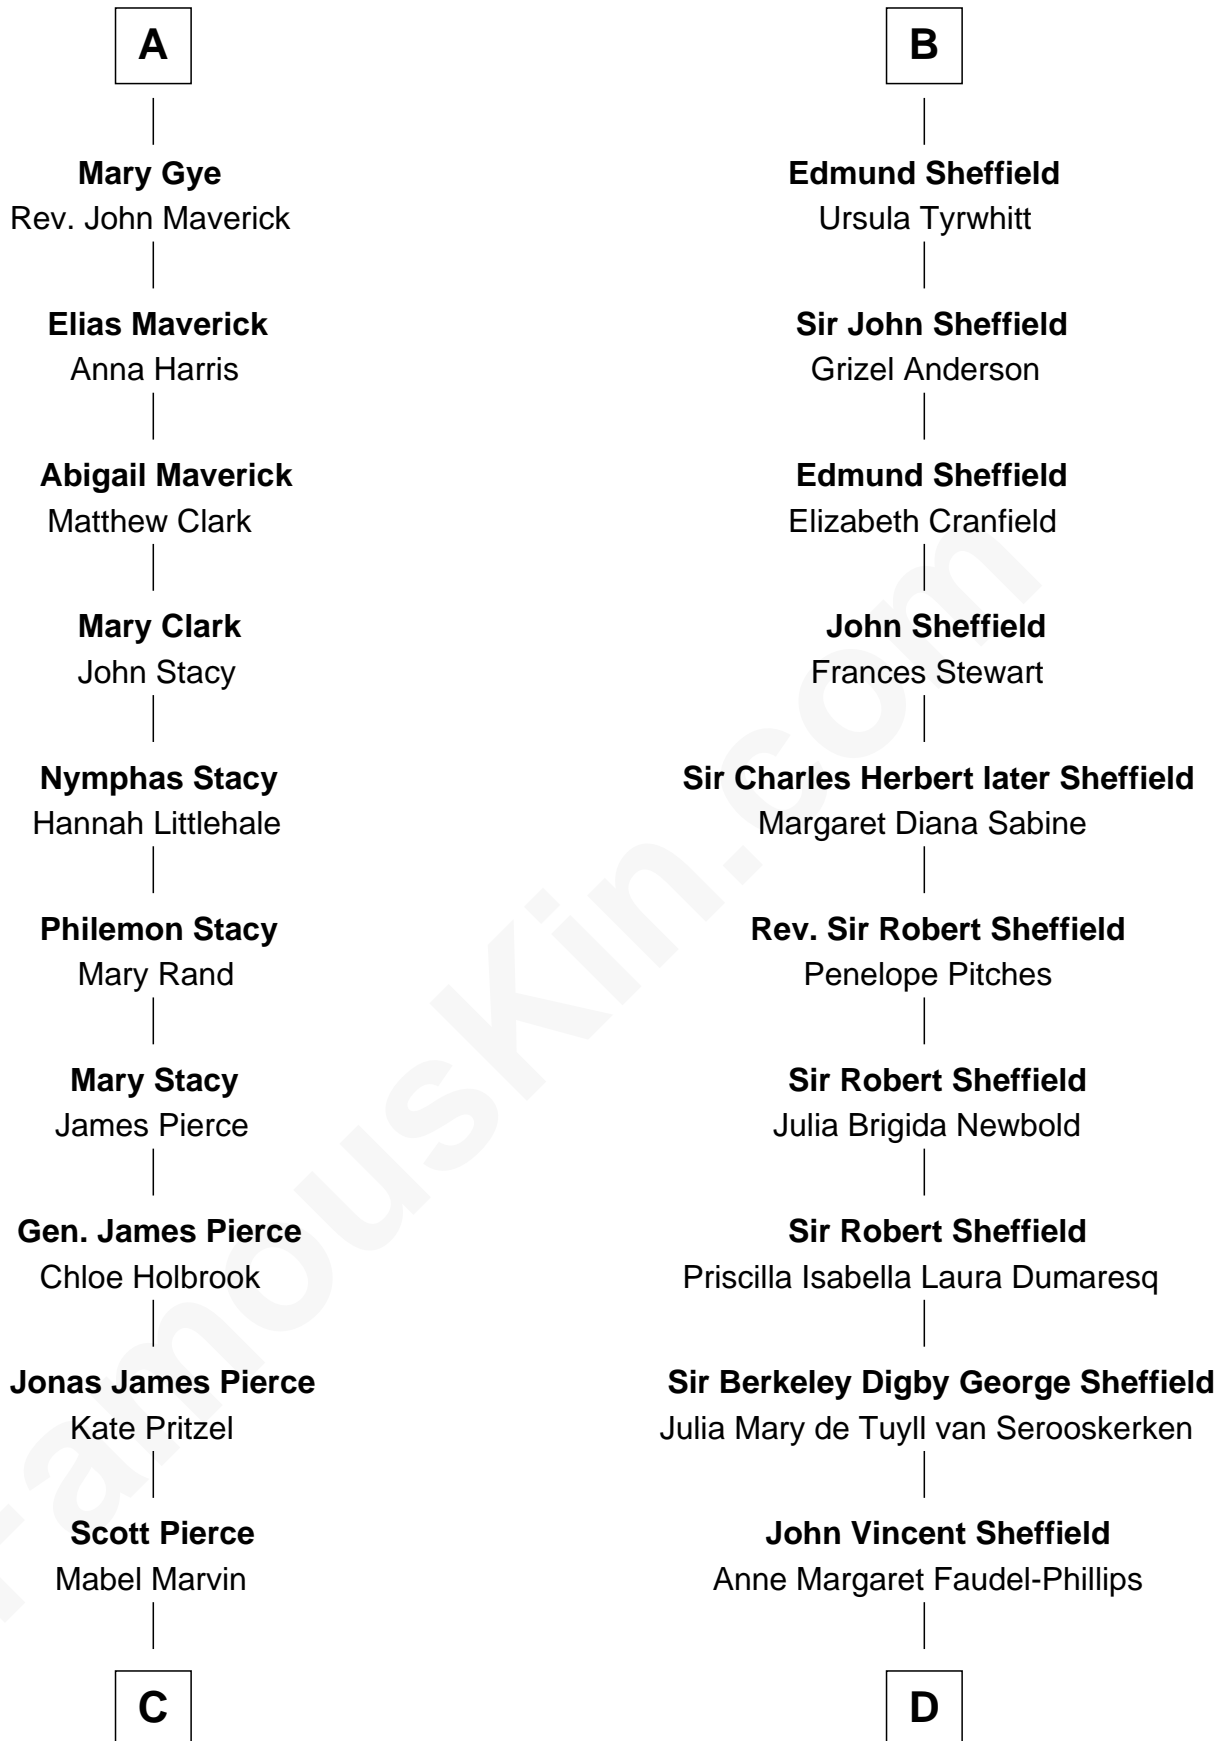 A
Mary Gye
Rev. John Maverick
Elias Maverick
Anna Harris
Abigail Maverick
Matthew Clark
Mary Clark
John Stacy
Nymphas Stacy
Hannah Littlehale
Philemon Stacy
Mary Rand
Mary Stacy
James Pierce
Gen. James Pierce
Chloe Holbrook
Jonas James Pierce
Kate Pritzel
Scott Pierce
Mabel Marvin
C
B
Edmund Sheffield
Ursula Tyrwhitt
Sir John Sheffield
Grizel Anderson
Edmund Sheffield
Elizabeth Cranfield
John Sheffield
Frances Stewart
Sir Charles Herbert later Sheffield
Margaret Diana Sabine
Rev. Sir Robert Sheffield
Penelope Pitches
Sir Robert Sheffield
Julia Brigida Newbold
Sir Robert Sheffield
Priscilla Isabella Laura Dumaresq
Sir Berkeley Digby George Sheffield
Julia Mary de Tuyll van Serooskerken
John Vincent Sheffield
Anne Margaret Faudel-Phillips
D
FamousKin.com